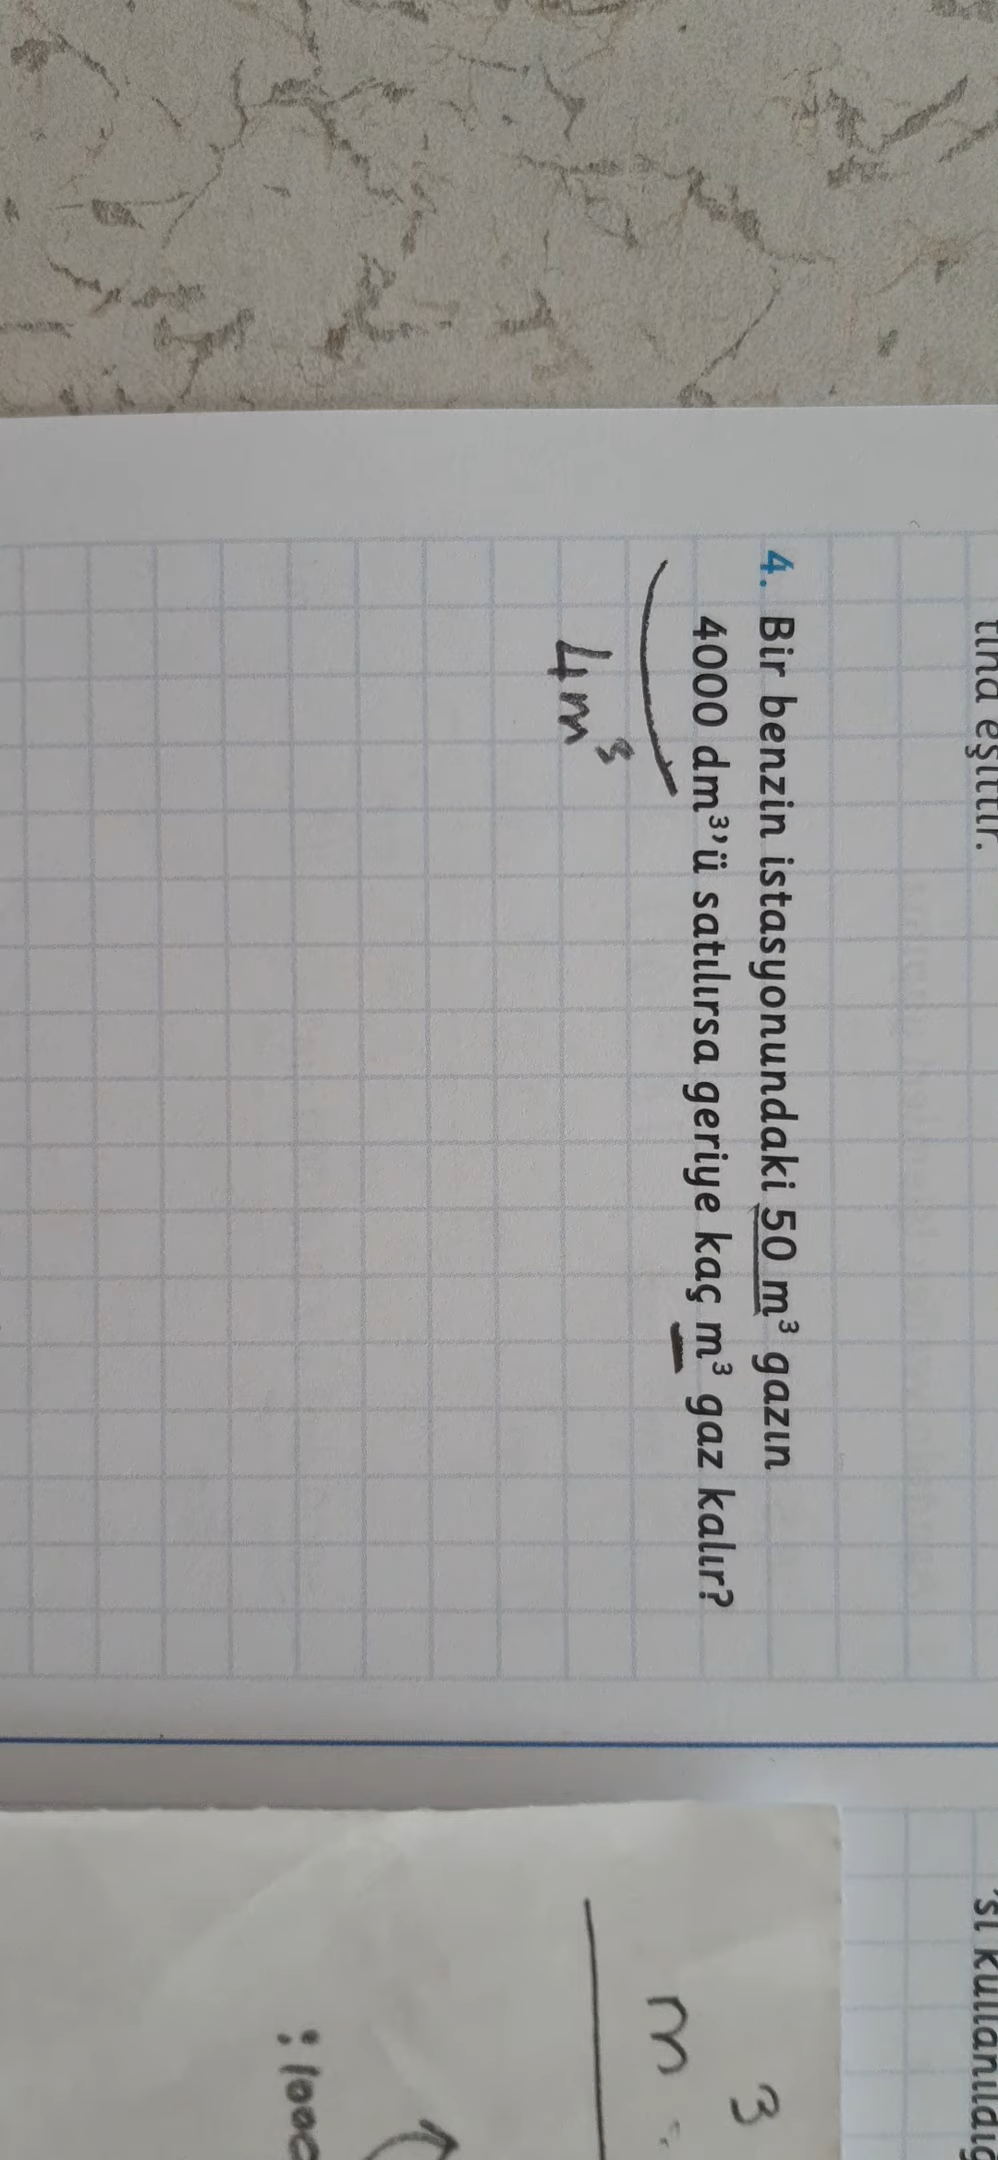 tına eşittir.
4. Bir benzin istasyonundaki 50 m³ gazın
4000 dm³'ü satılırsa geriye kaç m³ gaz kalır?
4m³
m³
:1000